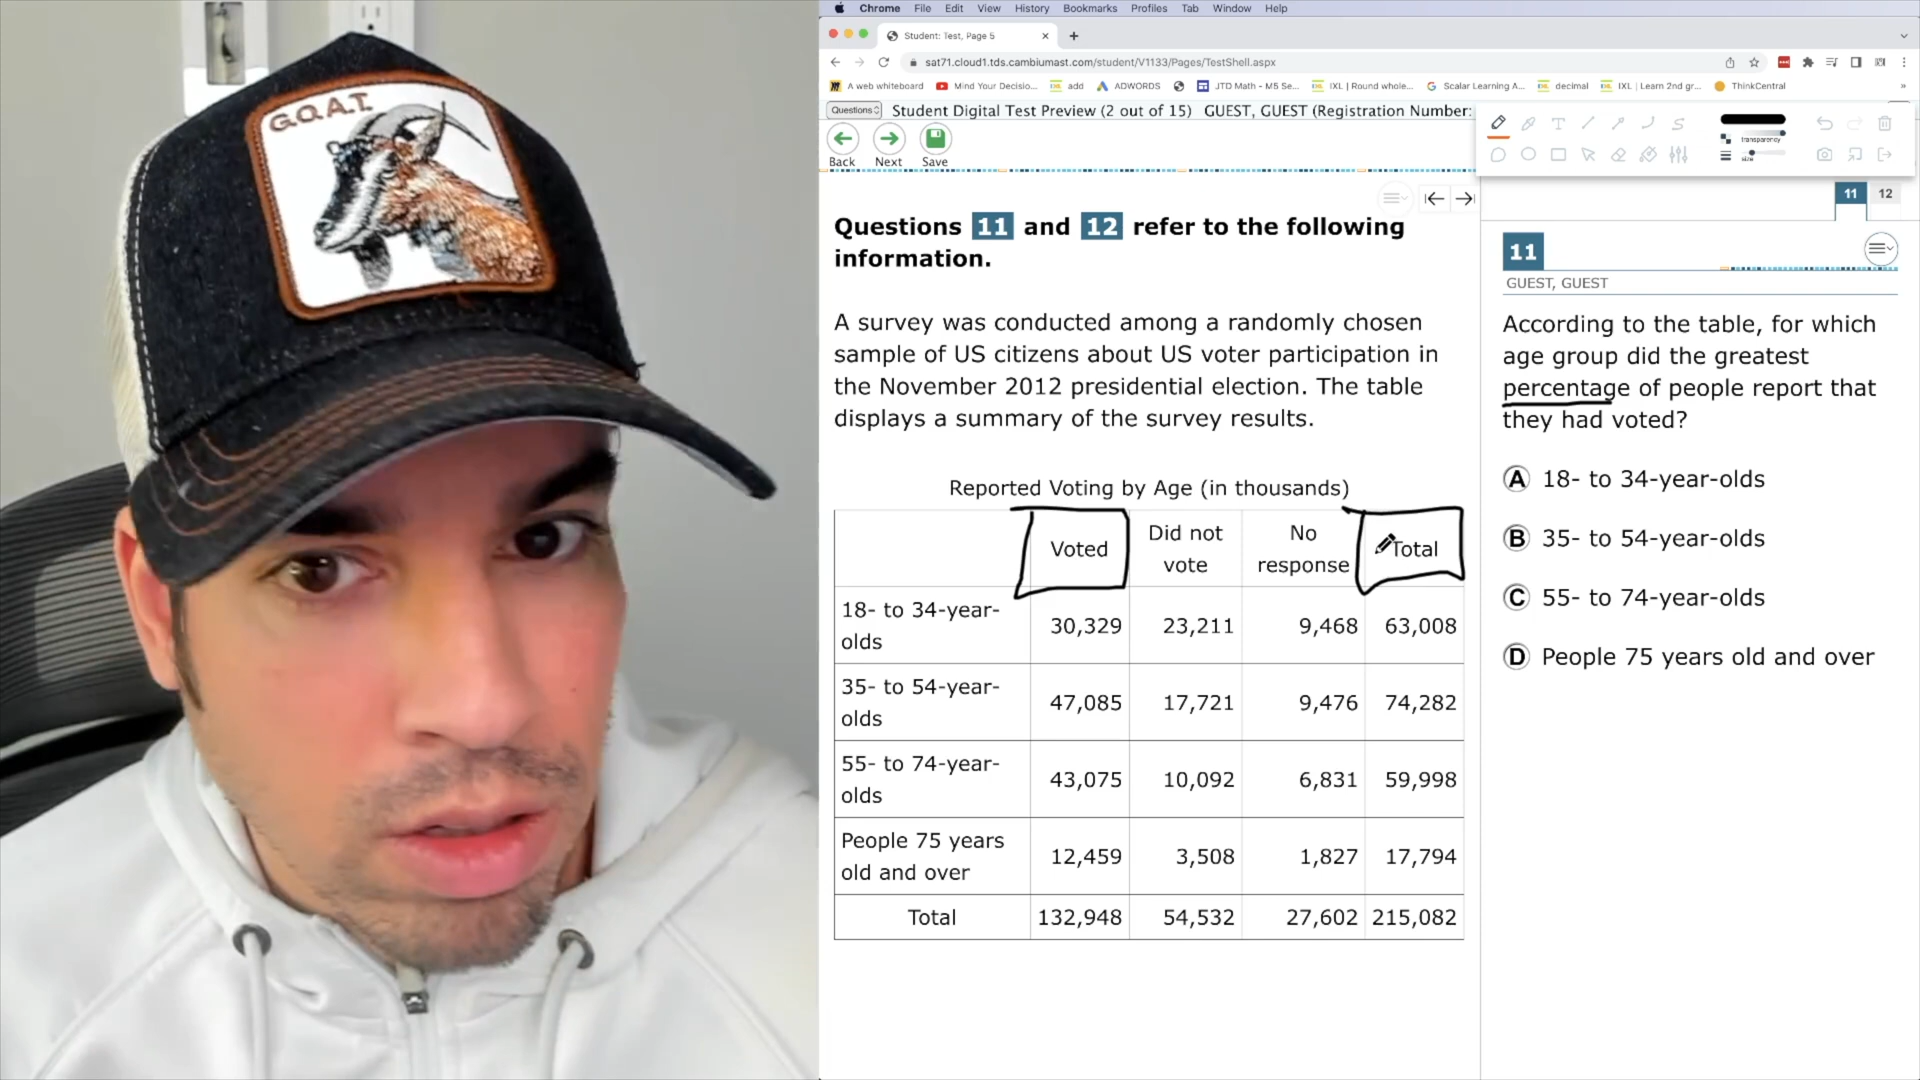 G.O.A.T.
Chrome File Edit View History Bookmarks Profiles Tab Window Help
Student: Test, Page 5
sat71.cloud1.tds.cambiumast.com/student/V1133/Pages/TestShell.aspx
A web whiteboard Mind Your Decisio... add ADWORDS JTD Math - M5 Se... IXL | Round whole... Scalar Learning A... decimal IXL | Learn 2nd gr... ThinkCentral
Questions Student Digital Test Preview (2 out of 15) GUEST, GUEST (Registration Number:
Back Next Save
transparency
size
11 12
Questions 11 and 12 refer to the following
information.
A survey was conducted among a randomly chosen
sample of US citizens about US voter participation in
the November 2012 presidential election. The table
displays a summary of the survey results.
Reported Voting by Age (in thousands)
Voted Did not vote No response Total
18- to 34-year-olds 30,329 23,211 9,468 63,008
35- to 54-year-olds 47,085 17,721 9,476 74,282
55- to 74-year-olds 43,075 10,092 6,831 59,998
People 75 years old and over 12,459 3,508 1,827 17,794
Total 132,948 54,532 27,602 215,082
11
GUEST, GUEST
According to the table, for which
age group did the greatest
percentage of people report that
they had voted?
A 18- to 34-year-olds
B 35- to 54-year-olds
C 55- to 74-year-olds
D People 75 years old and over